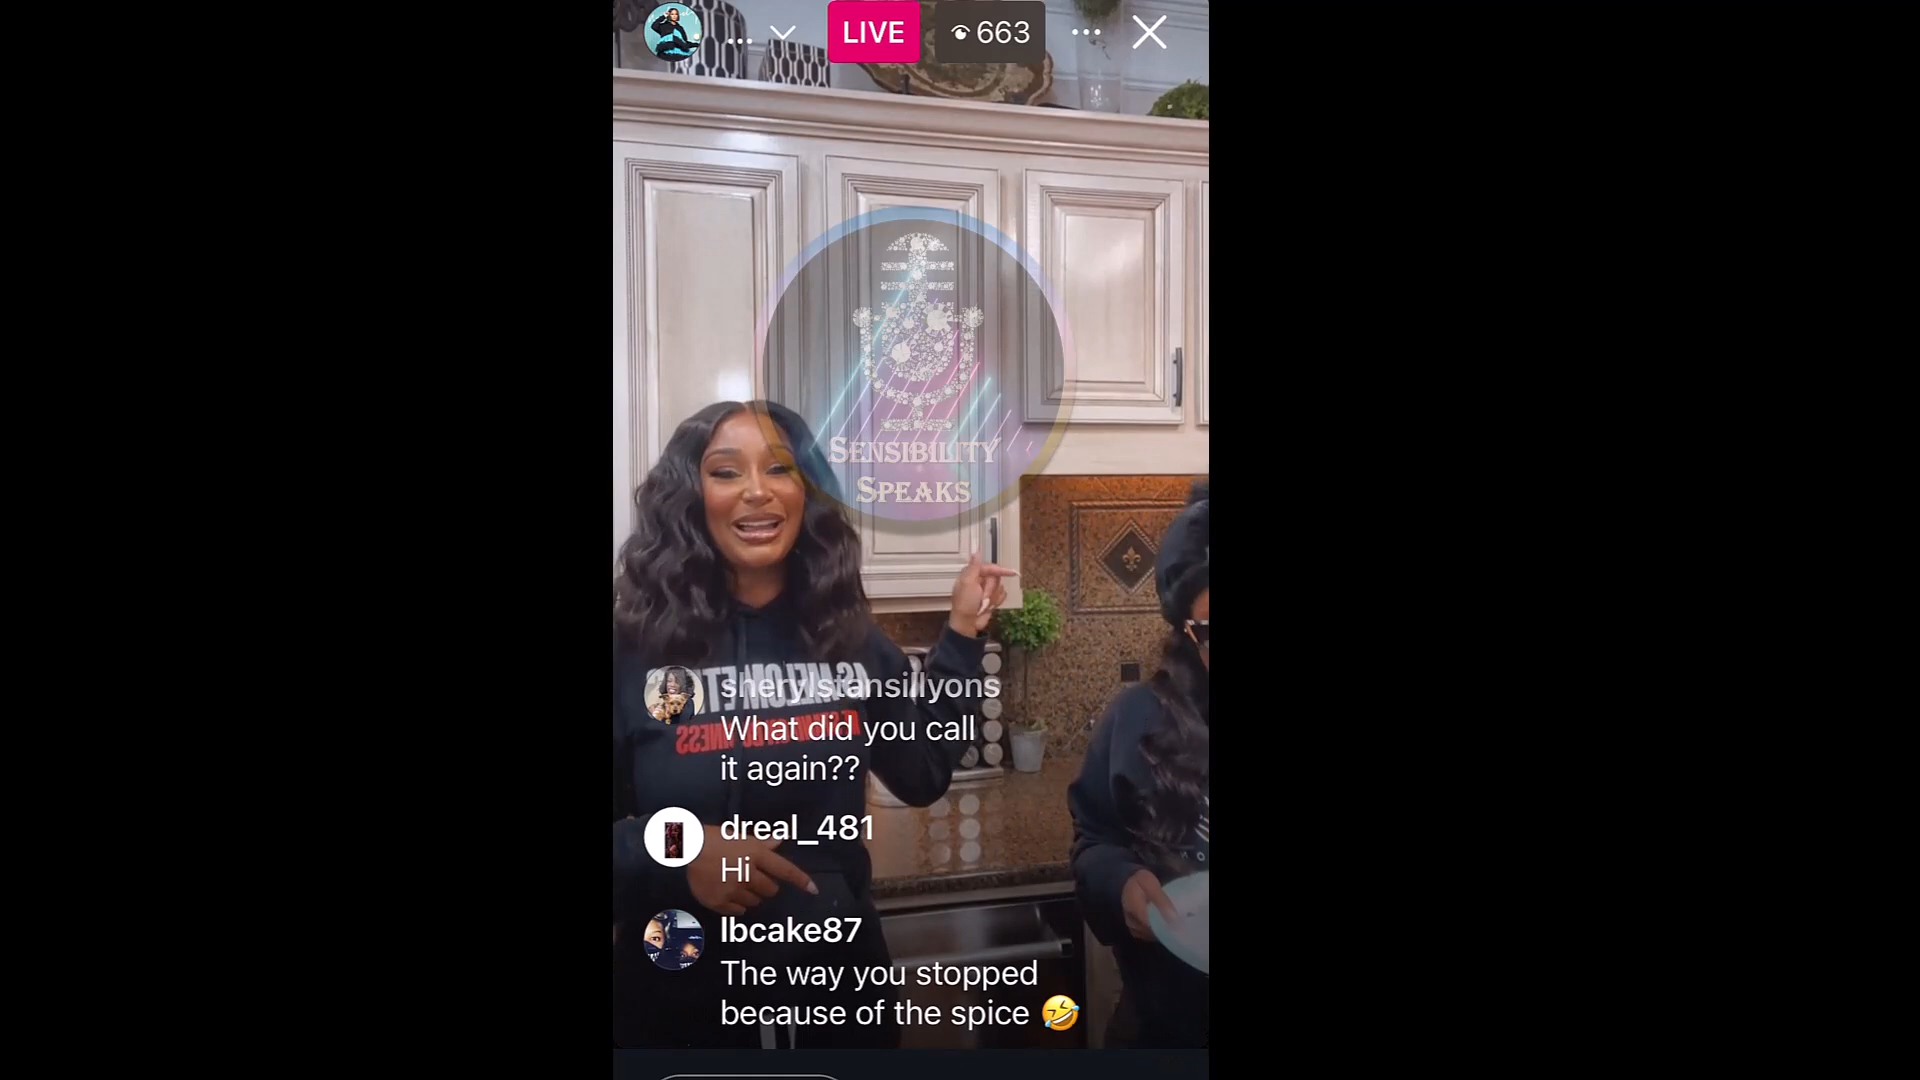 ...
LIVE
663
...
SENSIBILITY
SPEAKS
sherylstansillyons
What did you call
it again??
dreal_481
Hi
lbcake87
The way you stopped
because of the spice 🤣